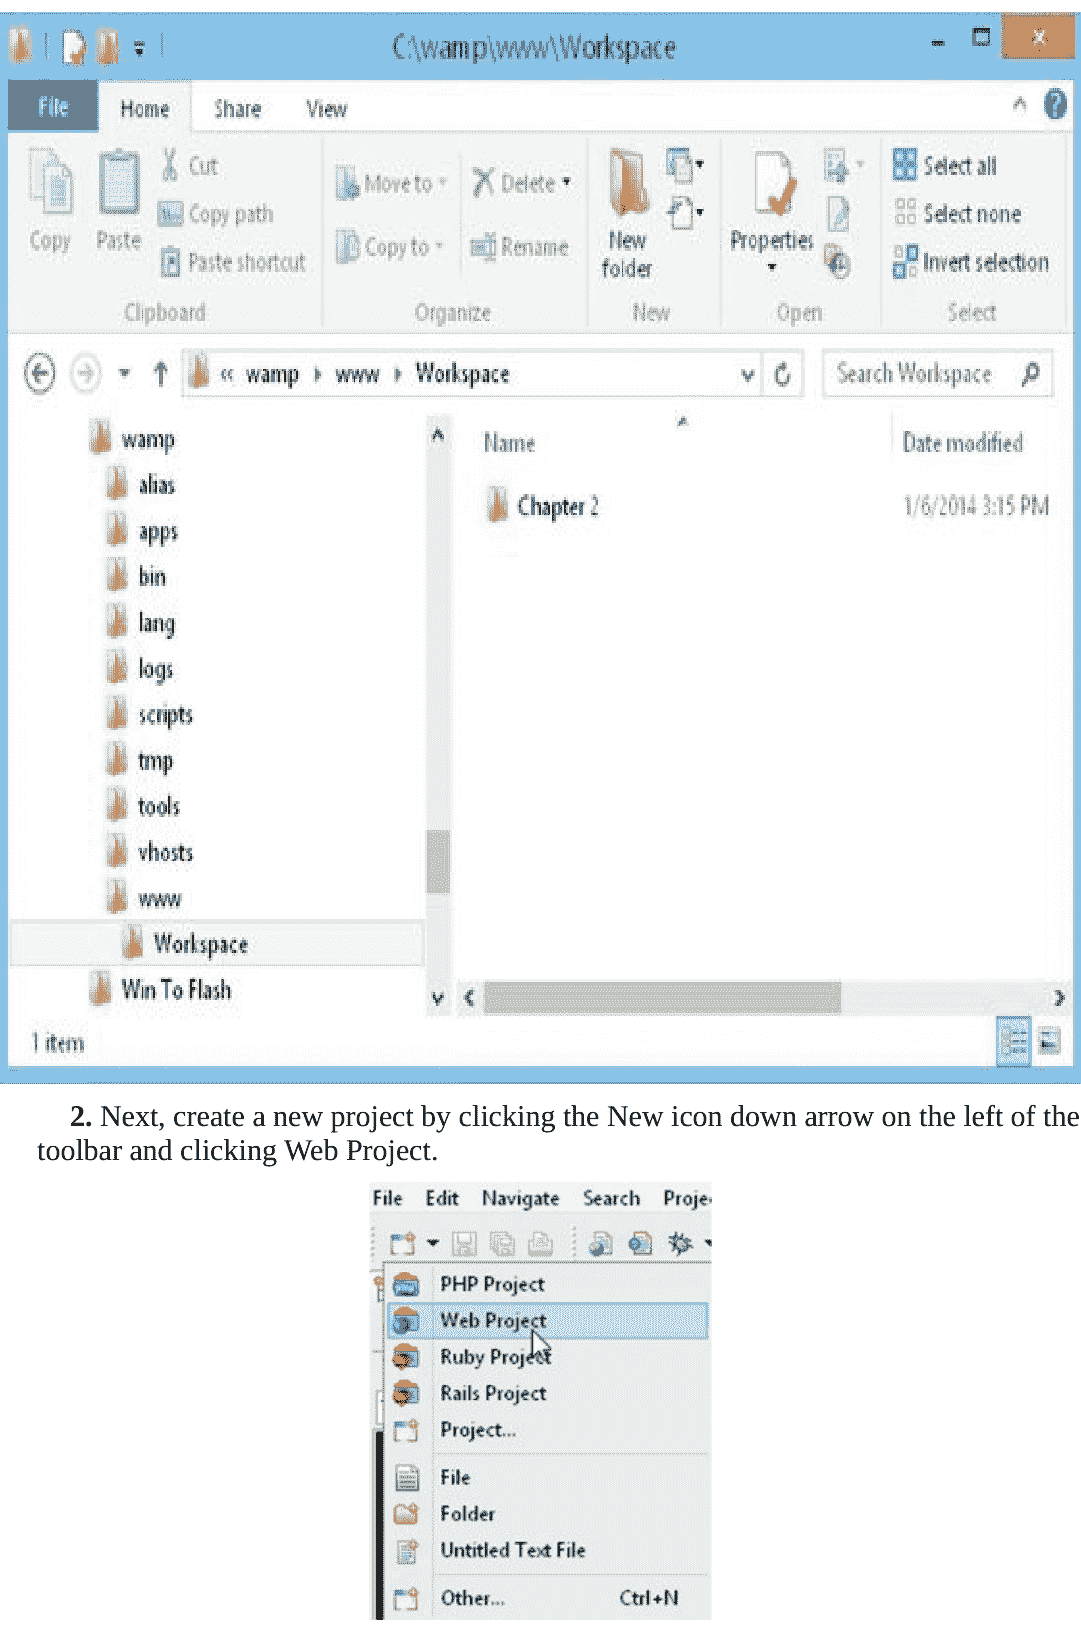 C:\wamp\www\Workspace
File Home Share View
Copy Paste Cut Copy path Paste shortcut
Move to Copy to Delete Rename
New folder
Properties
Select all
Select none
Invert selection
Clipboard Organize New Open Select
« wamp www Workspace Search Workspace
Name Date modified
Chapter 2 1/6/2014 3:15 PM
wamp
alias
apps
bin
lang
logs
scripts
tmp
tools
vhosts
www
Workspace
Win To Flash
1 item
2. Next, create a new project by clicking the New icon down arrow on the left of the
toolbar and clicking Web Project.
File Edit Navigate Search Projec
PHP Project
Web Project
Ruby Project
Rails Project
Project...
File
Folder
Untitled Text File
Other... Ctrl+N